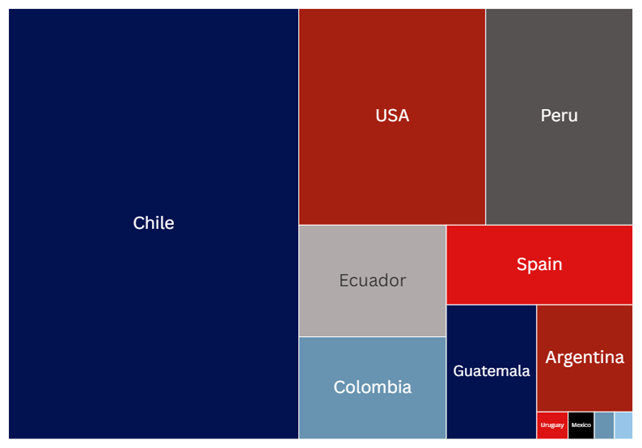 USA
Peru
Chile
Ecuador
Spain
Colombia
Guatemala
Argentina
Uruguay
Mexico